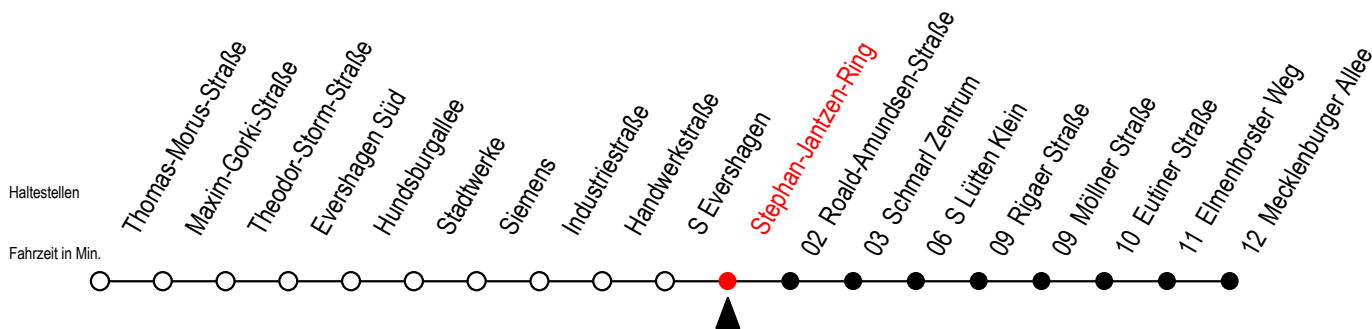 Haltestellen
Fahrzeit in Min.
Thomas-Morus-Straße
Maxim-Gorki-Straße
Theodor-Storm-Straße
Evershagen Süd
Hundsburgallee
Stadtwerke
Siemens
Industriestraße
Handwerkstraße
S Evershagen
Stephan-Jantzen-Ring
02 Roald-Amundsen-Straße
03 Schmarl Zentrum
06 S Lütten Klein
09 Rigaer Straße
09 Möllner Straße
10 Eutiner Straße
11 Elmenhorster Weg
12 Mecklenburger Allee